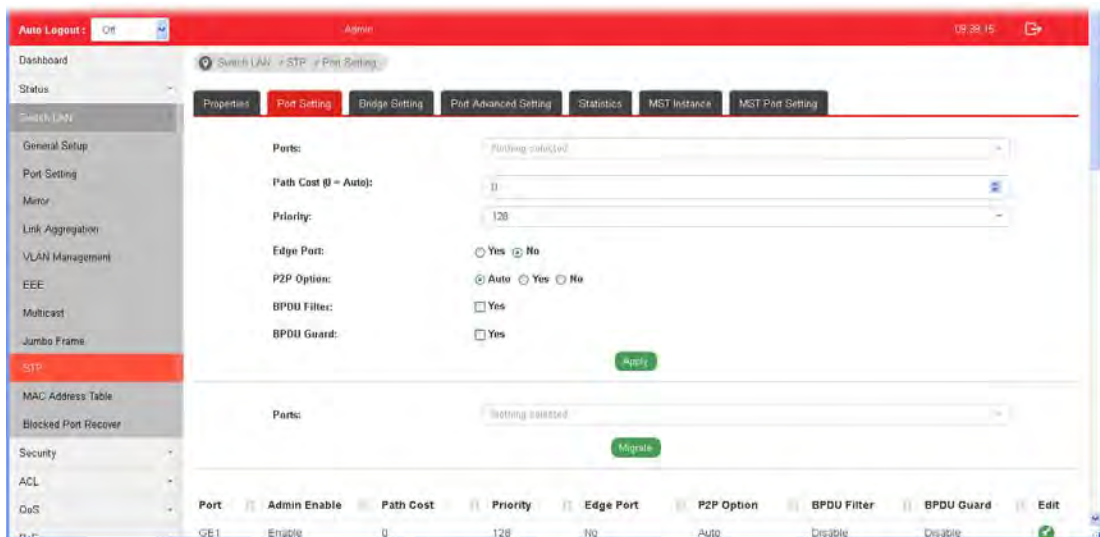 Auto Logout : Off Admin 09:39:15
Dashboard
Switch LAN > STP > Port Setting
Status
Properties Port Setting Bridge Setting Port Advanced Setting Statistics MST Instance MST Port Setting
Switch LAN
General Setup
Port Setting
Mirror
Link Aggregation
VLAN Management
EEE
Multicast
Jumbo Frame
STP
MAC Address Table
Blocked Port Recover
Security
ACL
QoS
Ports: Nothing selected
Path Cost (0 = Auto): 0
Priority: 128
Edge Port: Yes No
P2P Option: Auto Yes No
BPDU Filter: Yes
BPDU Guard: Yes
Apply
Ports: Nothing selected
Migrate
Port Admin Enable Path Cost Priority Edge Port P2P Option BPDU Filter BPDU Guard Edit
GE1 Enable 0 128 No Auto Disable Disable